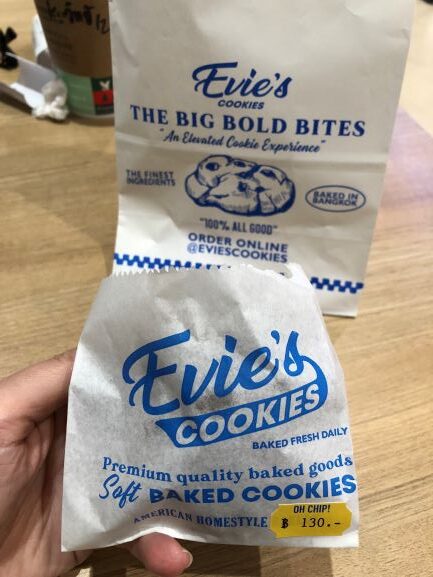 Evie's
COOKIES
THE BIG BOLD BITES
"An Elevated Cookie Experience"
THE FINEST
INGREDIENTS
BAKED IN
BANGKOK
"100% ALL GOOD"
ORDER ONLINE
@EVIESCOOKIES
Evie's
COOKIES
BAKED FRESH DAILY
Premium quality baked goods
Soft BAKED COOKIES
AMERICAN HOMESTYLE
OH CHIP!
฿ 130.-